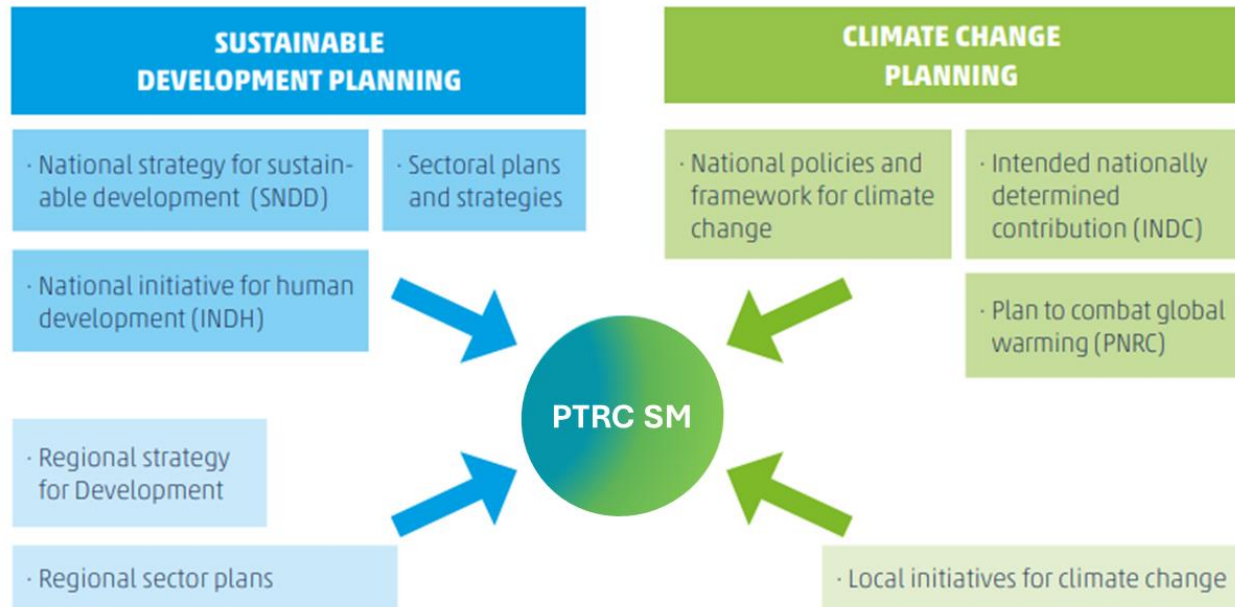 SUSTAINABLE
DEVELOPMENT PLANNING
· National strategy for sustain-
able development (SNDD)
· Sectoral plans
and strategies
· National initiative for human
development (INDH)
· Regional strategy
for Development
· Regional sector plans
PTRC SM
CLIMATE CHANGE
PLANNING
· National policies and
framework for climate
change
· Intended nationally
determined
contribution (INDC)
· Plan to combat global
warming (PNRC)
· Local initiatives for climate change